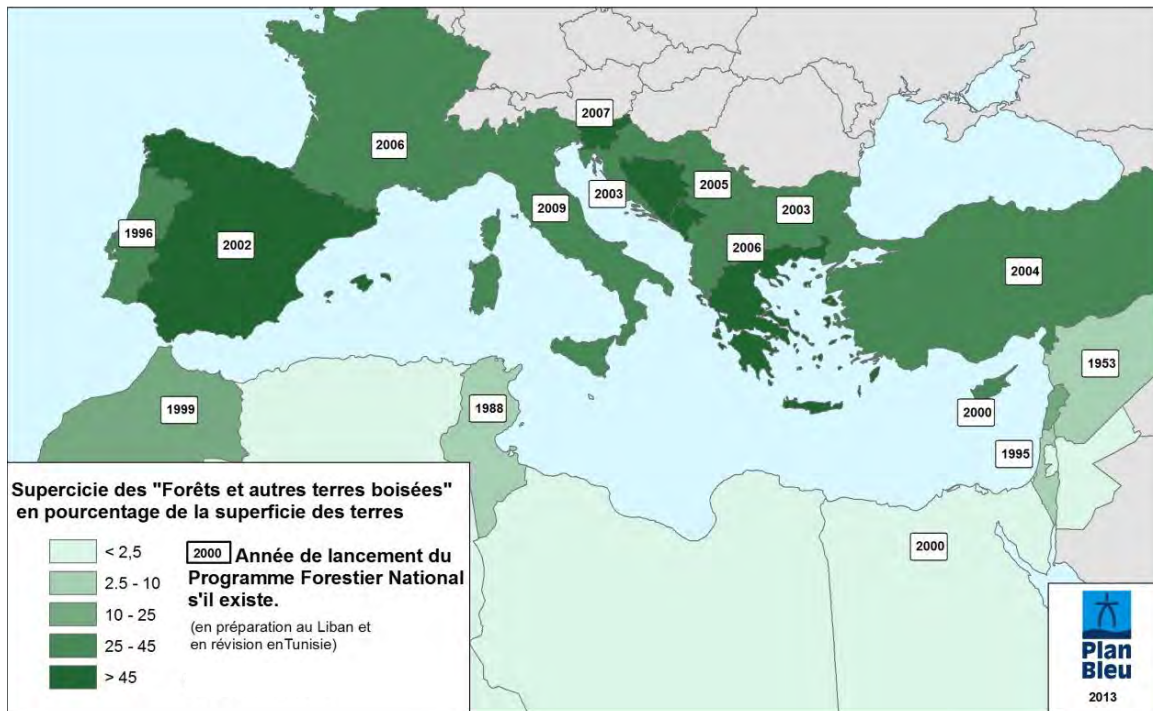 2007
2006
2005
2003
2003
2009
1996
2002
2006
2004
1953
1999
1988
2000
1995
2000
Supercicie des "Forêts et autres terres boisées"
en pourcentage de la superficie des terres
< 2,5
2.5 - 10
10 - 25
25 - 45
> 45
2000 Année de lancement du
Programme Forestier National
s'il existe.
(en préparation au Liban et
en révision enTunisie)
Plan
Bleu
2013